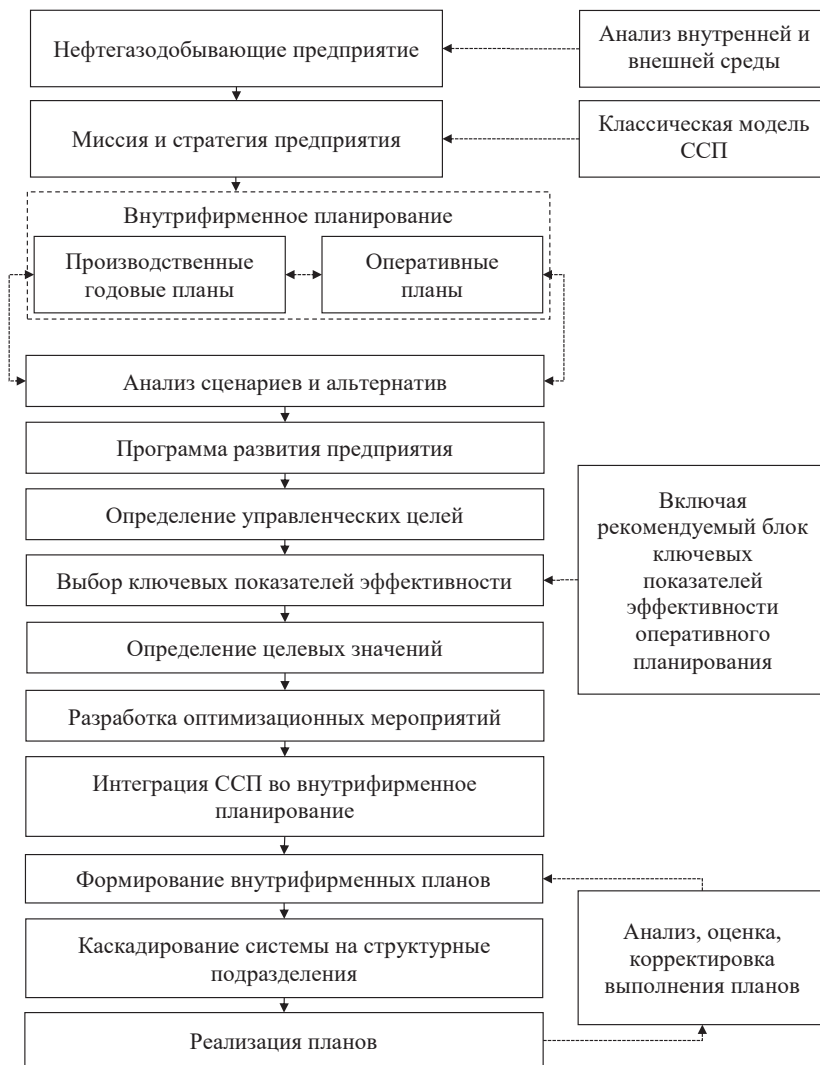 Нефтегазодобывающие предприятие
Анализ внутренней и
внешней среды
Миссия и стратегия предприятия
Классическая модель
ССП
Внутрифирменное планирование
Производственные
годовые планы
Оперативные
планы
Анализ сценариев и альтернатив
Программа развития предприятия
Определение управленческих целей
Выбор ключевых показателей эффективности
Включая
рекомендуемый блок
ключевых
показателей
эффективности
оперативного
планирования
Определение целевых значений
Разработка оптимизационных мероприятий
Интеграция ССП во внутрифирменное
планирование
Формирование внутрифирменных планов
Каскадирование системы на структурные
подразделения
Анализ, оценка,
корректировка
выполнения планов
Реализация планов